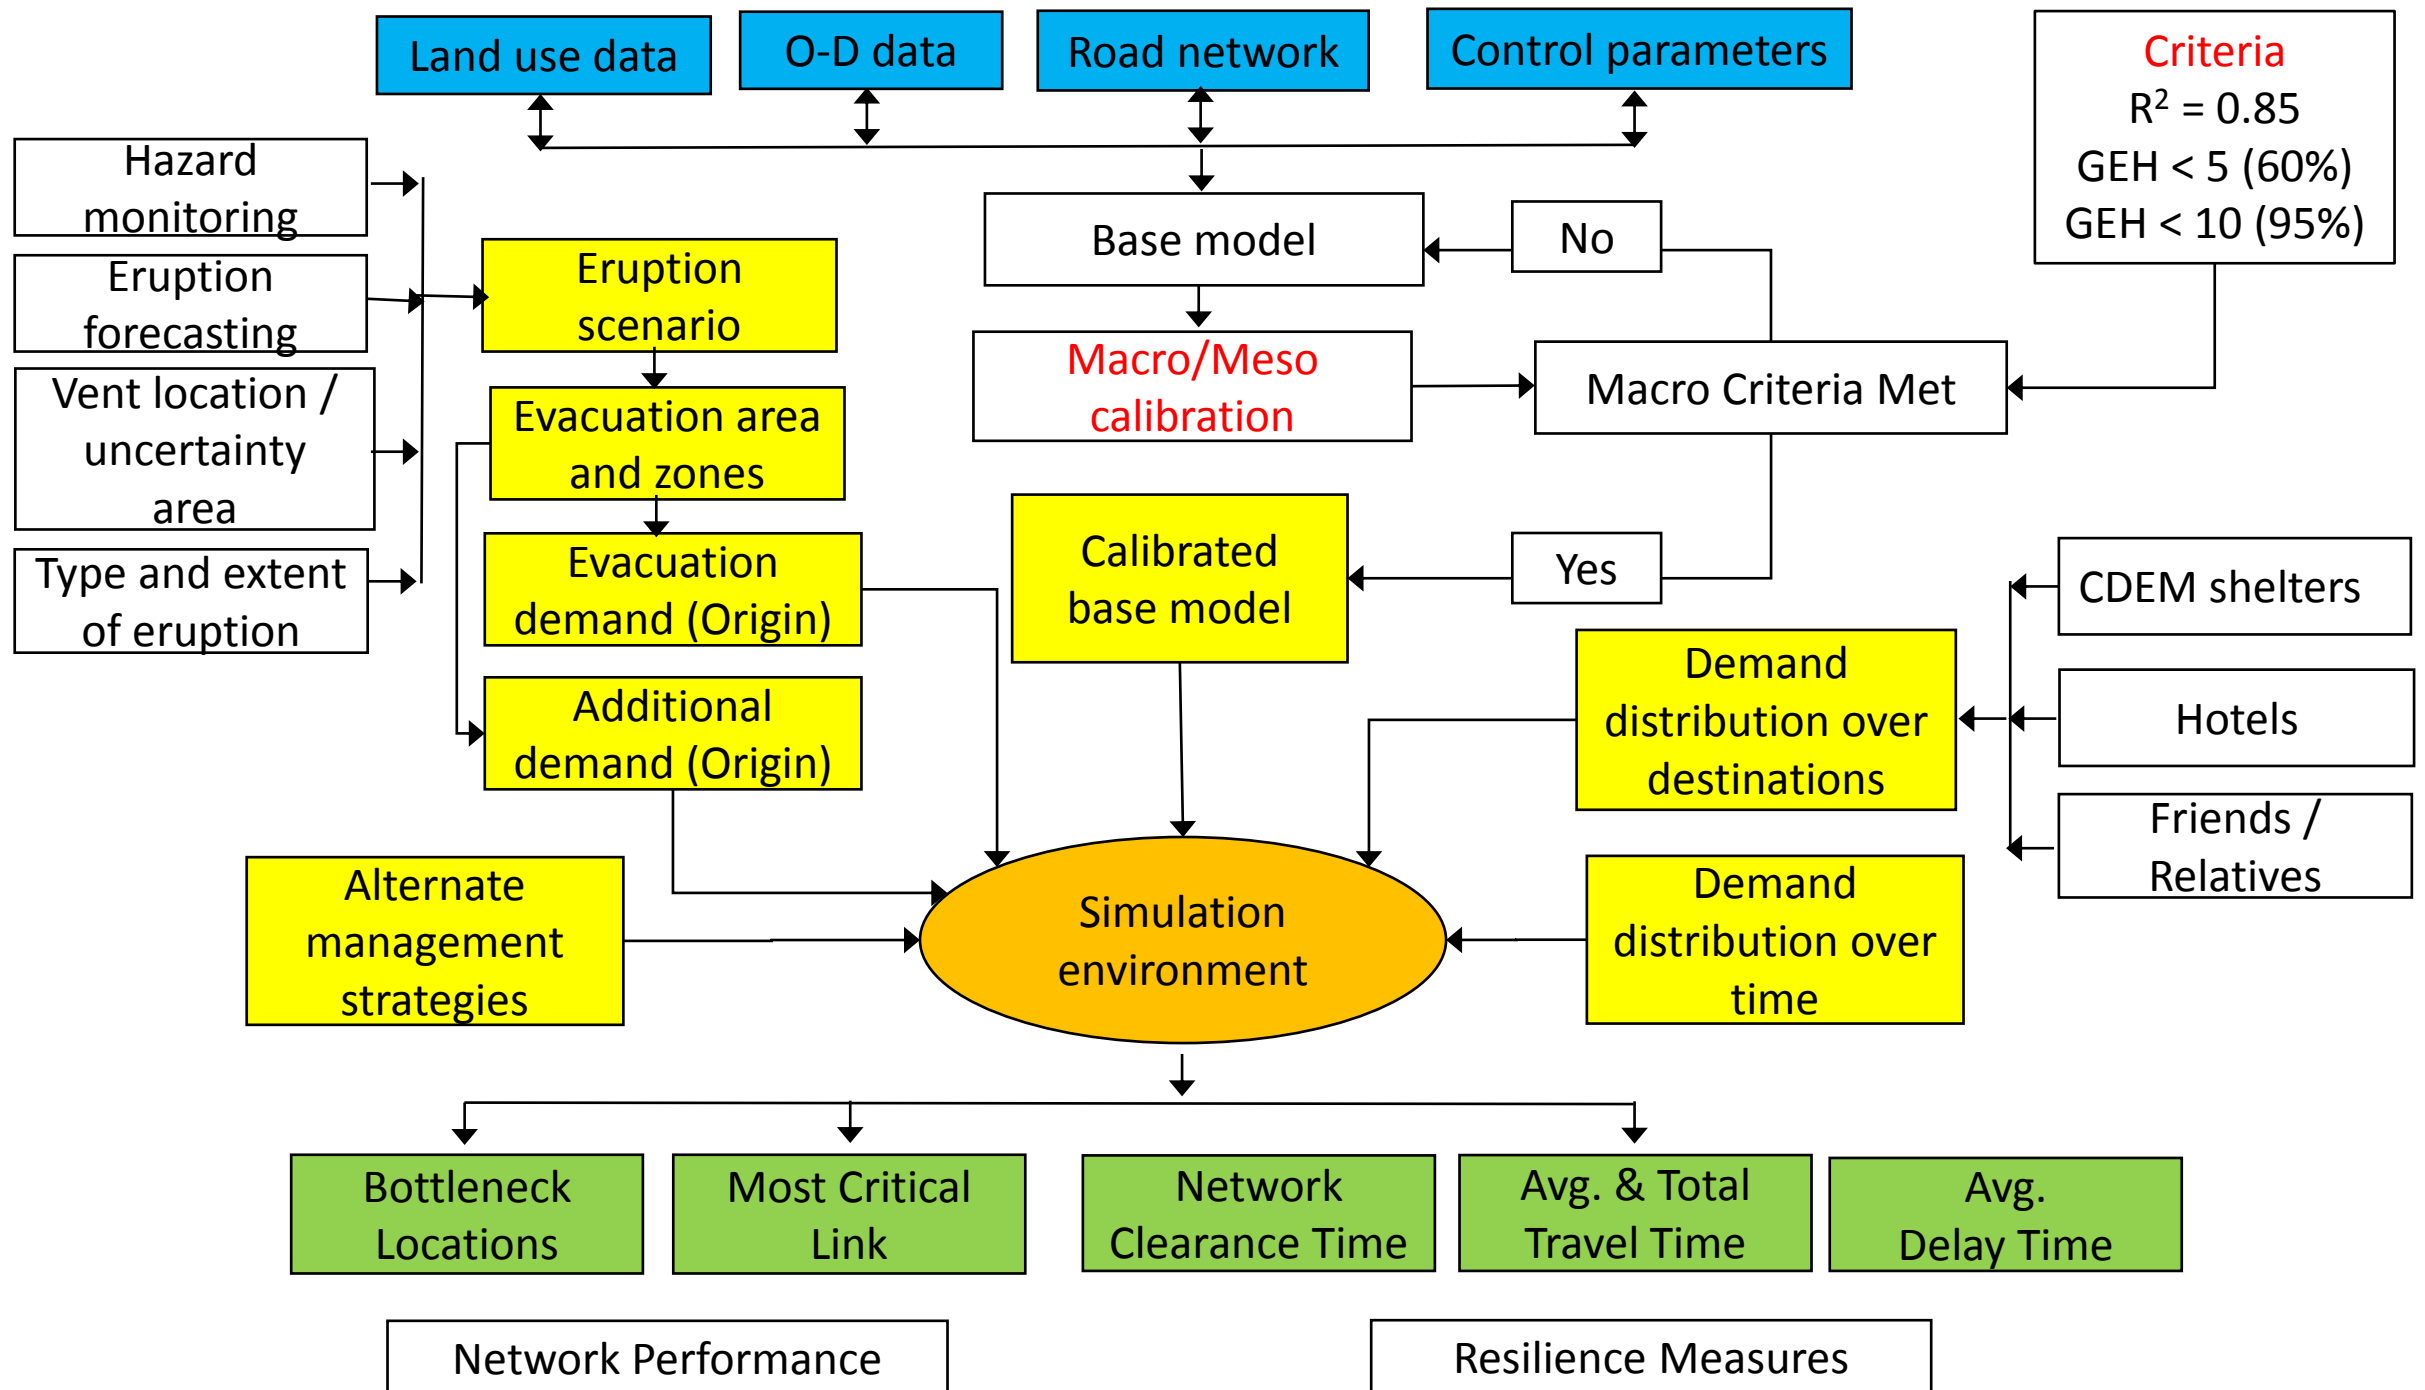 Land use data
O-D data
Road network
Control parameters
Criteria
R² = 0.85
GEH < 5 (60%)
GEH < 10 (95%)
Hazard
monitoring
Eruption
forecasting
Vent location /
uncertainty
area
Type and extent
of eruption
Eruption
scenario
Evacuation area
and zones
Evacuation
demand (Origin)
Additional
demand (Origin)
Base model
No
Macro/Meso
calibration
Macro Criteria Met
Calibrated
base model
Yes
CDEM shelters
Hotels
Friends /
Relatives
Demand
distribution over
destinations
Demand
distribution over
time
Alternate
management
strategies
Simulation
environment
Bottleneck
Locations
Most Critical
Link
Network
Clearance Time
Avg. & Total
Travel Time
Avg.
Delay Time
Network Performance
Resilience Measures